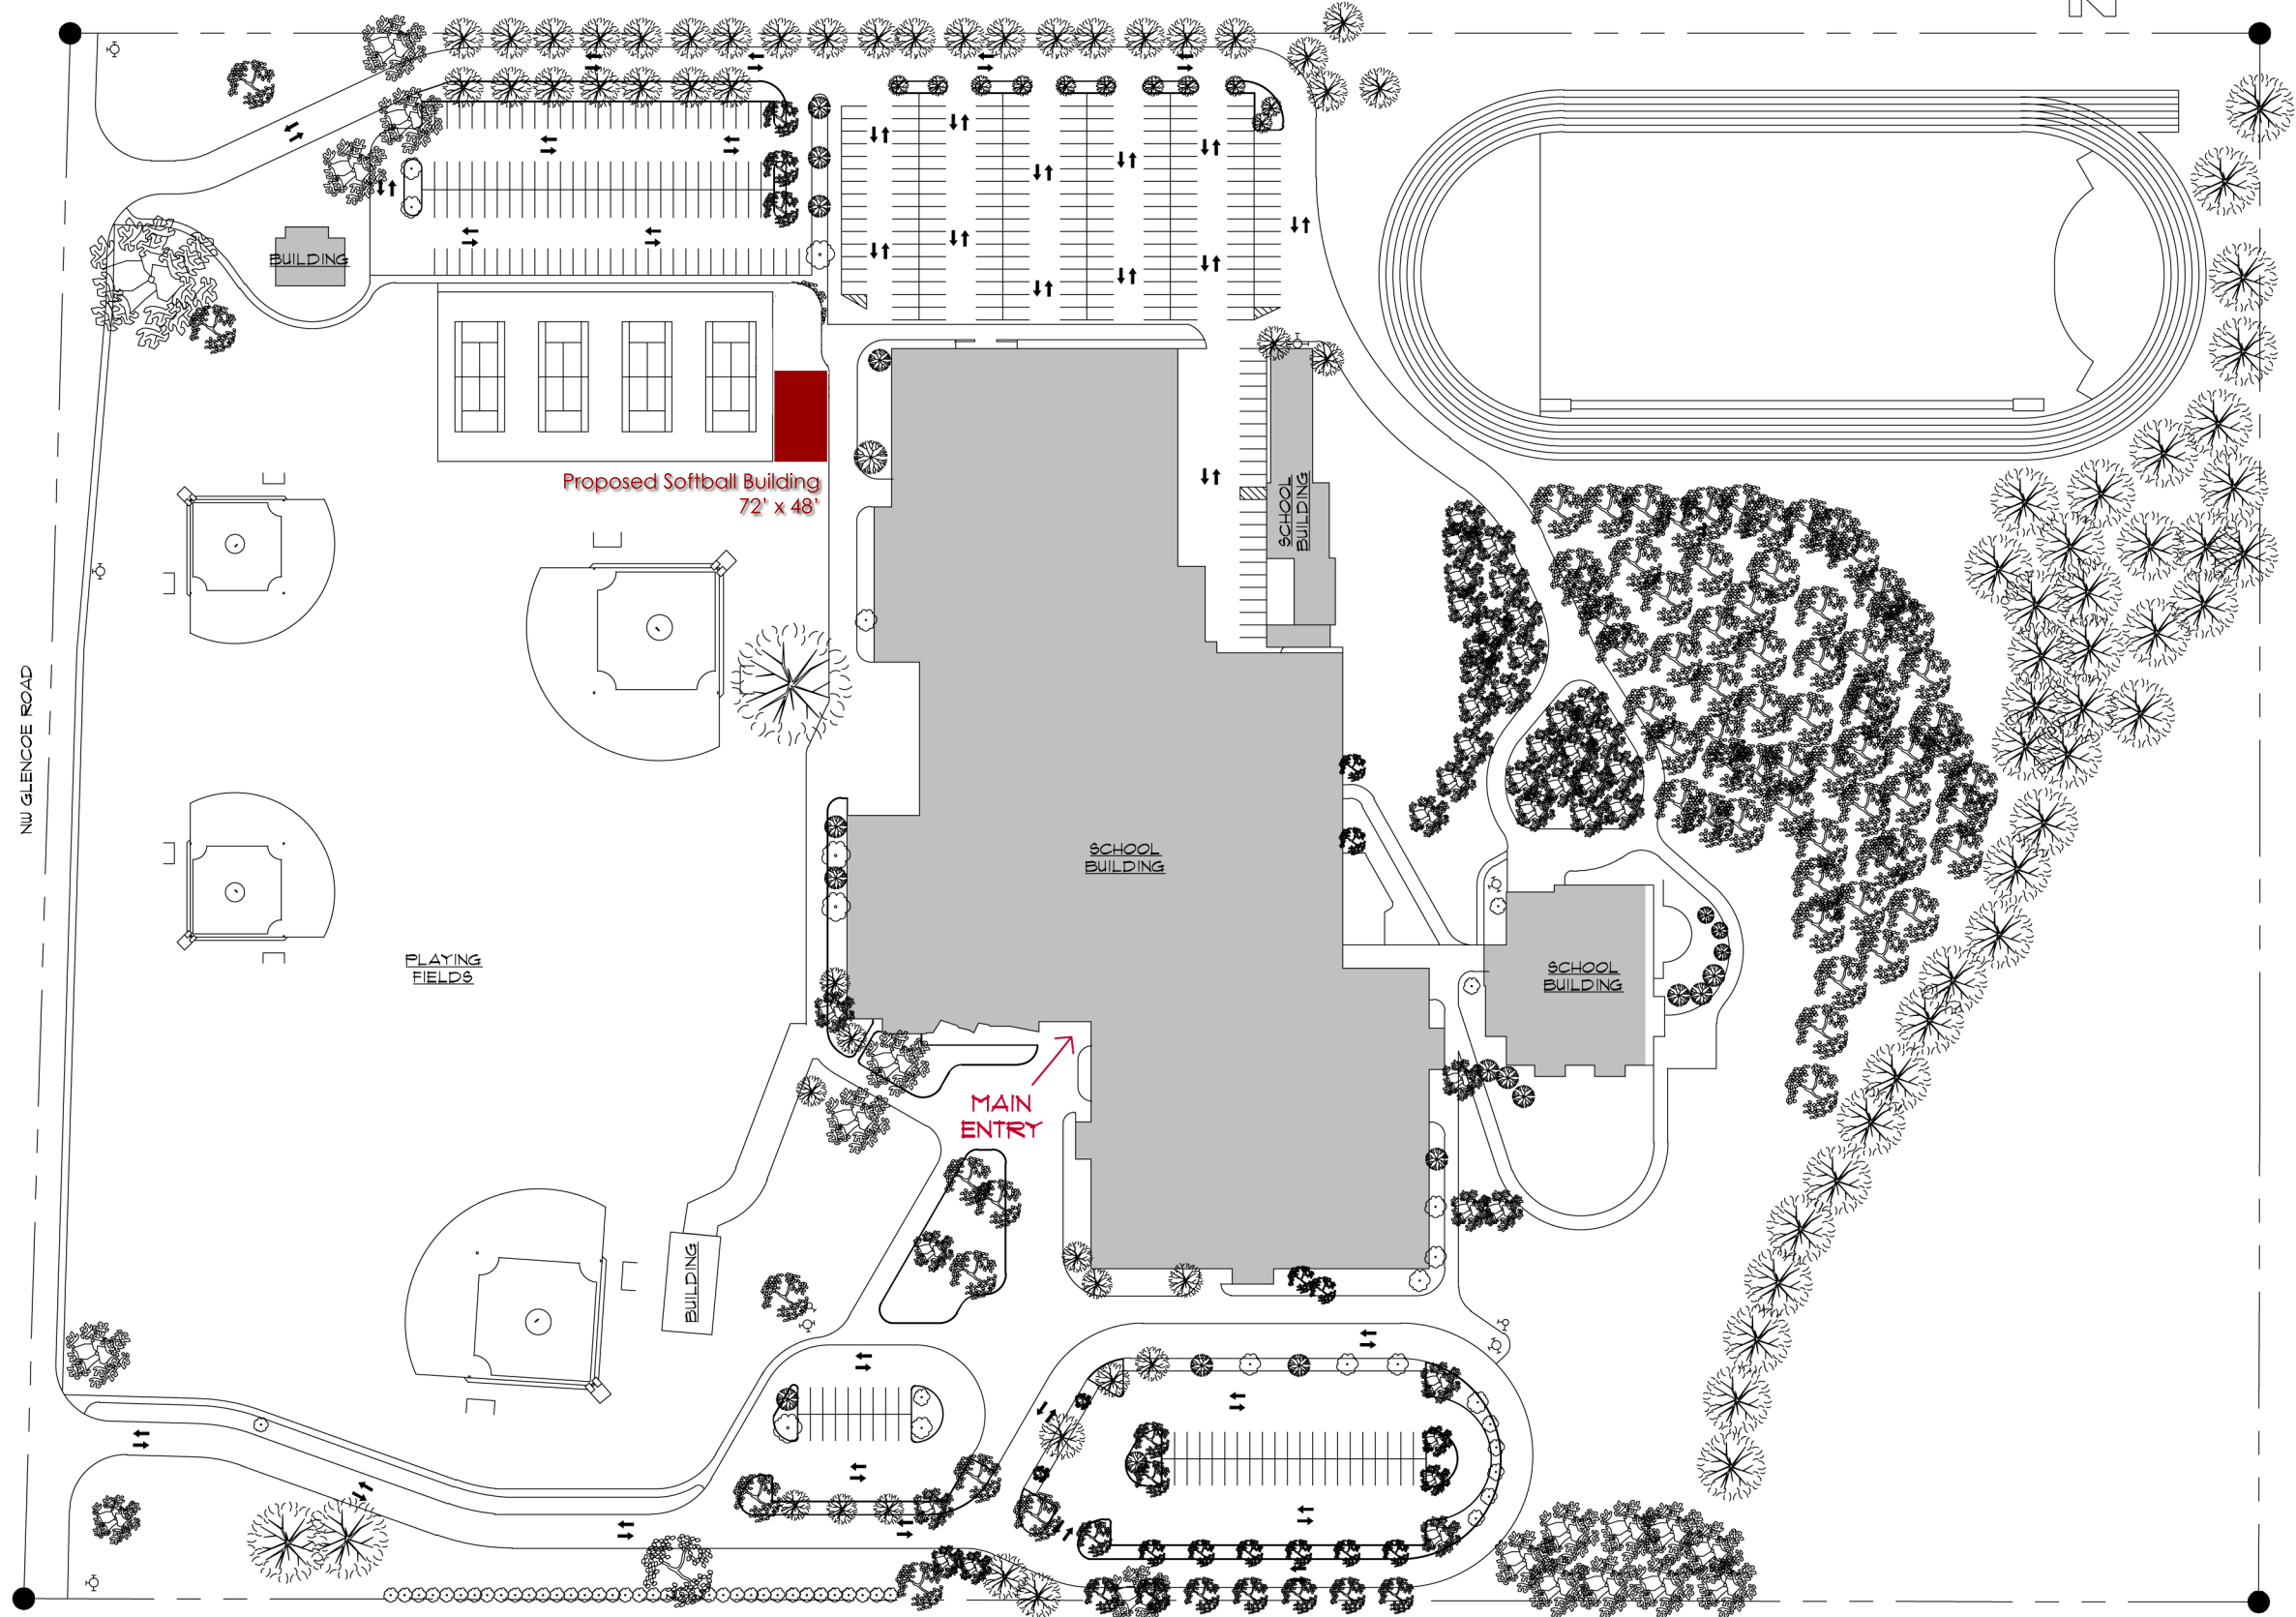 BUILDING
Proposed Softball Building
72' x 48'
SCHOOL
BUILDING
NW GLENCOE ROAD
SCHOOL
BUILDING
PLAYING
FIELDS
SCHOOL
BUILDING
MAIN
ENTRY
BUILDING